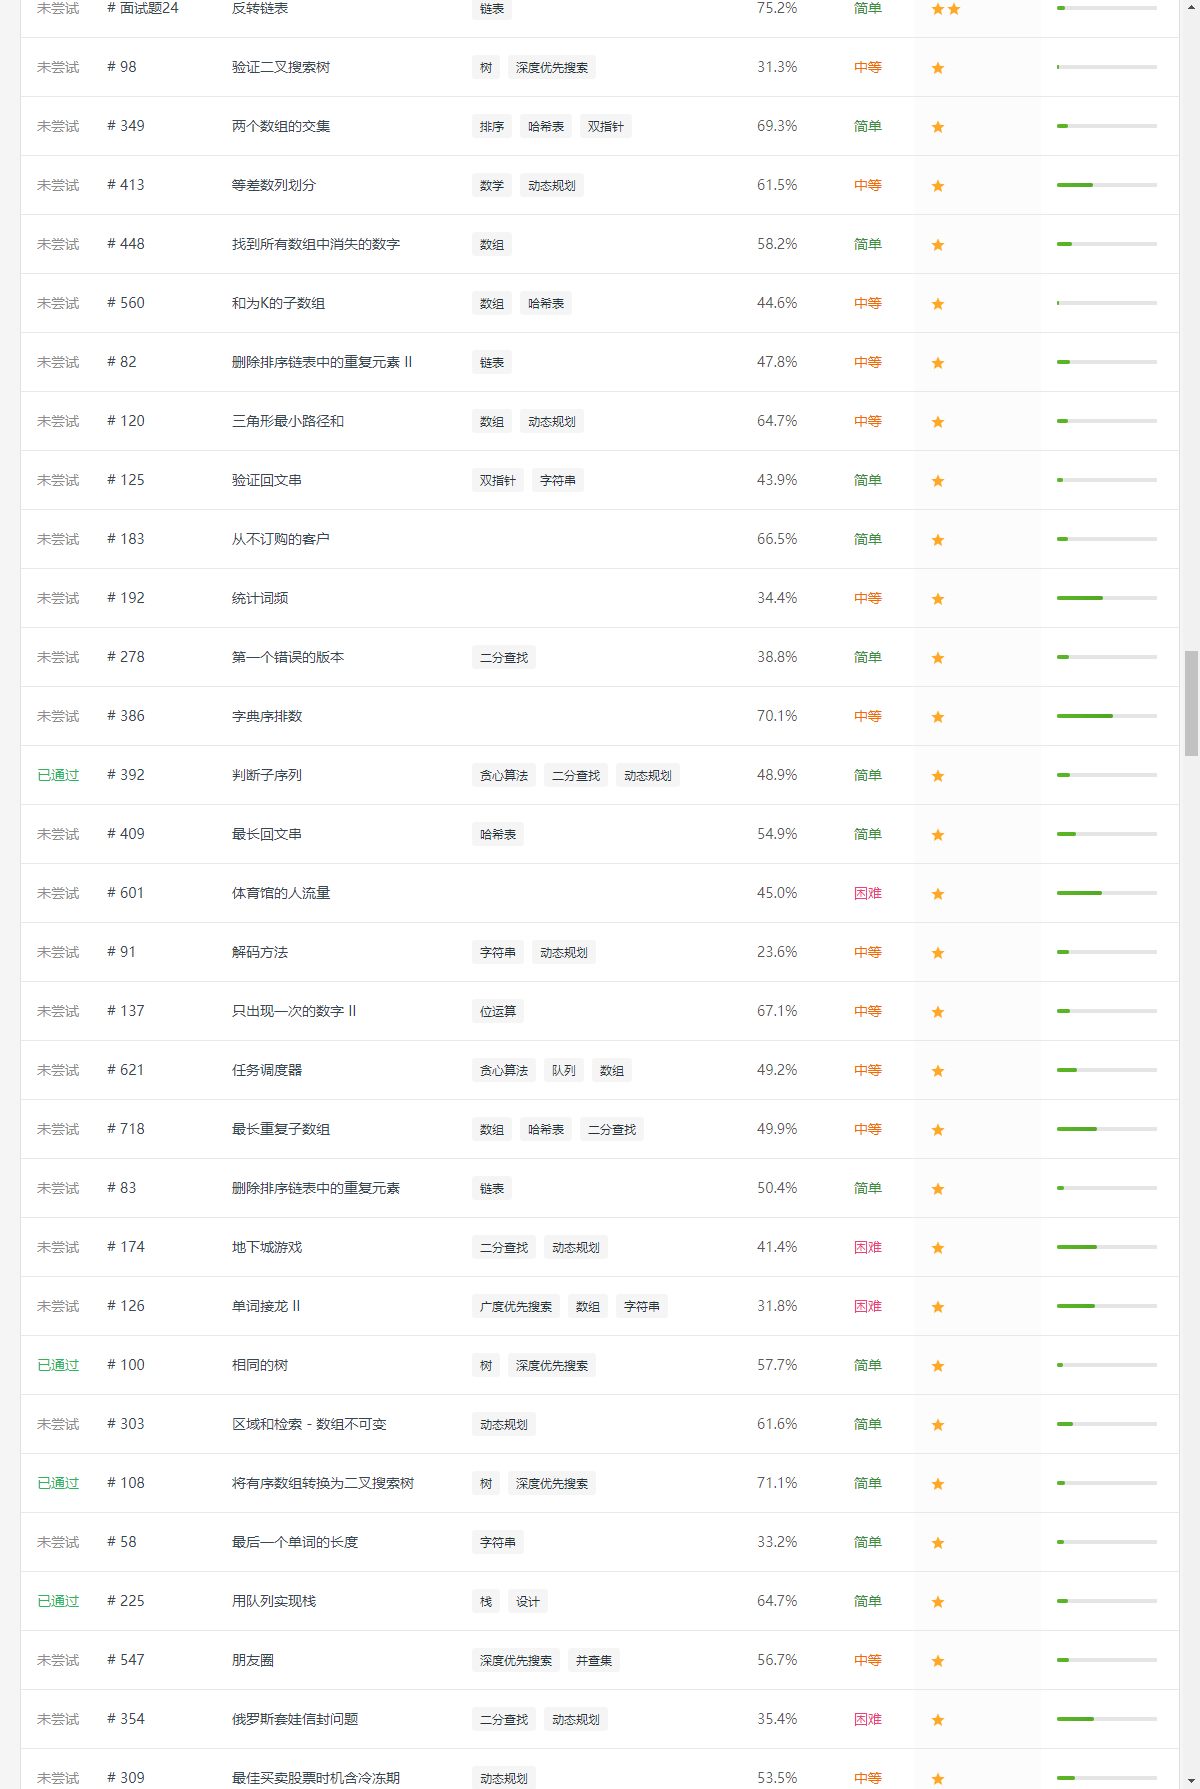 未尝试 # 面试题24 反转链表 链表 75.2% 简单
未尝试 # 98 验证二叉搜索树 树 深度优先搜索 31.3% 中等
未尝试 # 349 两个数组的交集 排序 哈希表 双指针 69.3% 简单
未尝试 # 413 等差数列划分 数学 动态规划 61.5% 中等
未尝试 # 448 找到所有数组中消失的数字 数组 58.2% 简单
未尝试 # 560 和为K的子数组 数组 哈希表 44.6% 中等
未尝试 # 82 删除排序链表中的重复元素 II 链表 47.8% 中等
未尝试 # 120 三角形最小路径和 数组 动态规划 64.7% 中等
未尝试 # 125 验证回文串 双指针 字符串 43.9% 简单
未尝试 # 183 从不订购的客户 66.5% 简单
未尝试 # 192 统计词频 34.4% 中等
未尝试 # 278 第一个错误的版本 二分查找 38.8% 简单
未尝试 # 386 字典序排数 70.1% 中等
已通过 # 392 判断子序列 贪心算法 二分查找 动态规划 48.9% 简单
未尝试 # 409 最长回文串 哈希表 54.9% 简单
未尝试 # 601 体育馆的人流量 45.0% 困难
未尝试 # 91 解码方法 字符串 动态规划 23.6% 中等
未尝试 # 137 只出现一次的数字 II 位运算 67.1% 中等
未尝试 # 621 任务调度器 贪心算法 队列 数组 49.2% 中等
未尝试 # 718 最长重复子数组 数组 哈希表 二分查找 49.9% 中等
未尝试 # 83 删除排序链表中的重复元素 链表 50.4% 简单
未尝试 # 174 地下城游戏 二分查找 动态规划 41.4% 困难
未尝试 # 126 单词接龙 II 广度优先搜索 数组 字符串 31.8% 困难
已通过 # 100 相同的树 树 深度优先搜索 57.7% 简单
未尝试 # 303 区域和检索 - 数组不可变 动态规划 61.6% 简单
已通过 # 108 将有序数组转换为二叉搜索树 树 深度优先搜索 71.1% 简单
未尝试 # 58 最后一个单词的长度 字符串 33.2% 简单
已通过 # 225 用队列实现栈 栈 设计 64.7% 简单
未尝试 # 547 朋友圈 深度优先搜索 并查集 56.7% 中等
未尝试 # 354 俄罗斯套娃信封问题 二分查找 动态规划 35.4% 困难
未尝试 # 309 最佳买卖股票时机含冷冻期 动态规划 53.5% 中等